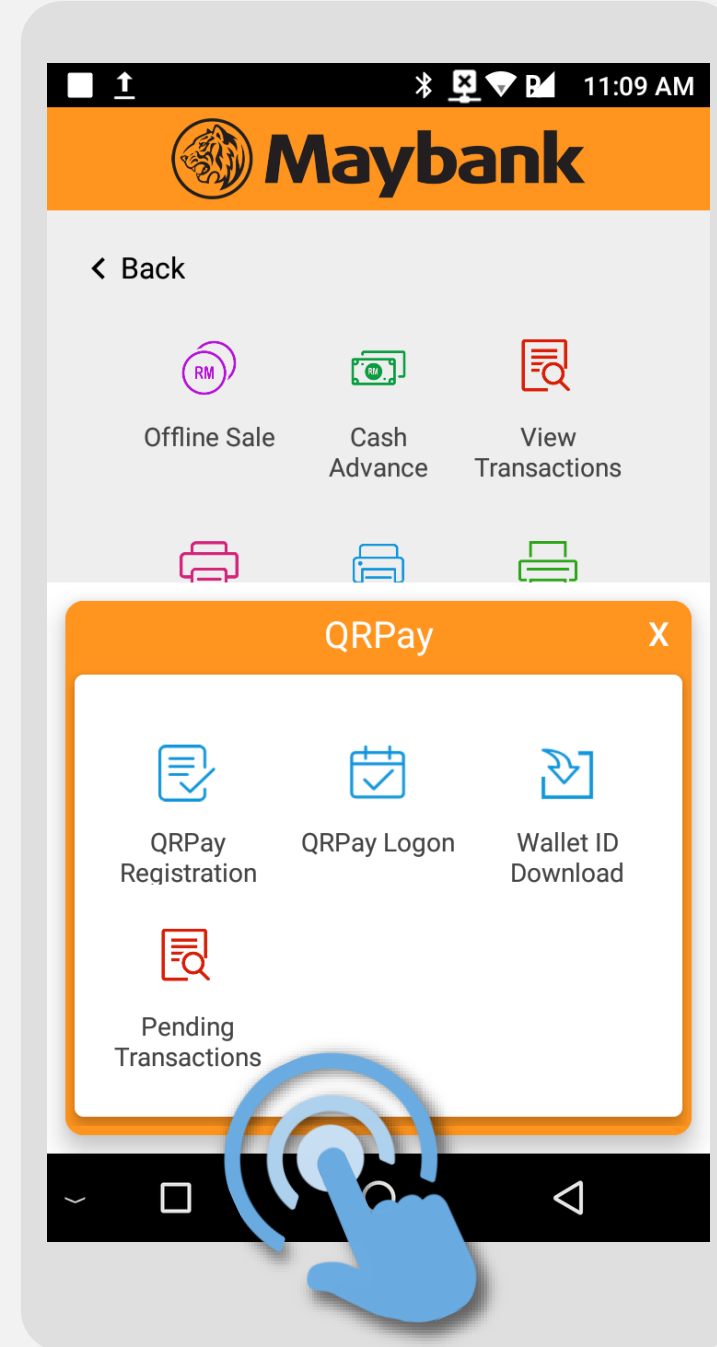 11:09 AM
Maybank
Back
RM
RM
Offline Sale
Cash
Advance
View
Transactions
QRPay
X
QRPay
Registration
QRPay Logon
Wallet ID
Download
Pending
Transactions